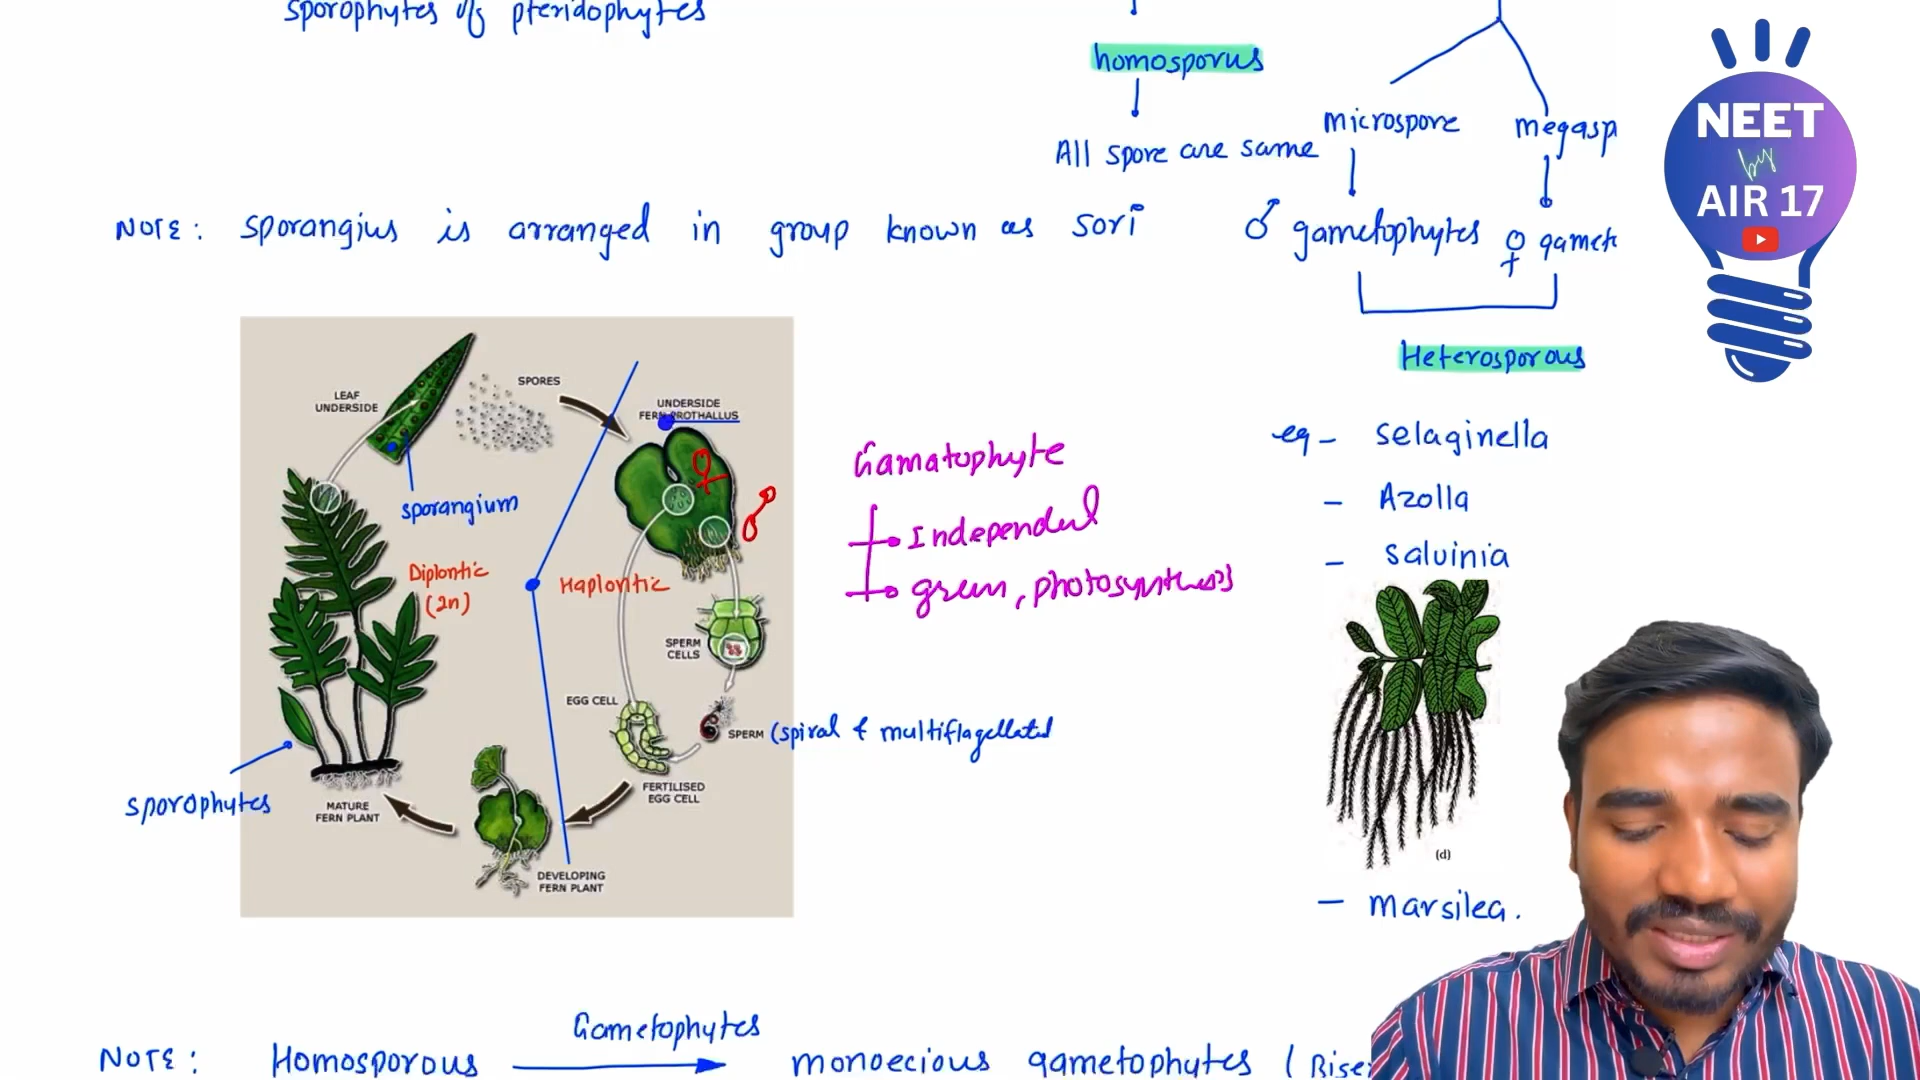 sporophytes of pteridophytes
homosporus
All spore are same
microspore
megasp
NOTE: sporangius is arranged in group known as sori
♂ gametophytes
♀ gamet
Heterosporous
eg - selaginella
- Azolla
- salvinia
(d)
- marsilea.
LEAF
UNDERSIDE
SPORES
UNDERSIDE
FERN PROTHALLUS
♀
♂
sporangium
Diplontic
(2n)
Haplontic
SPERM
CELLS
EGG CELL
SPERM (spiral & multiflagellated
FERTILISED
EGG CELL
sporophytes
MATURE
FERN PLANT
DEVELOPING
FERN PLANT
Gamatophyte
Independent
green, photosynthesis
Gametophytes
NOTE: Homosporous monoecious gametophytes (Bise
NEET
by
AIR 17